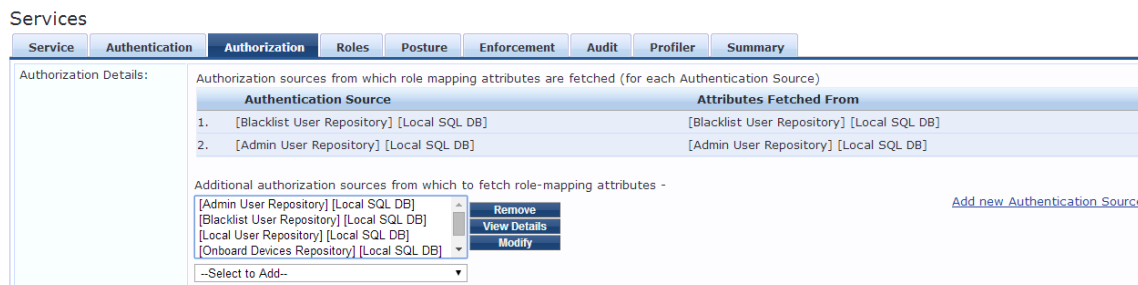 Services
Service Authentication Authorization Roles Posture Enforcement Audit Profiler Summary
Authorization Details:
Authorization sources from which role mapping attributes are fetched (for each Authentication Source)
Authentication Source Attributes Fetched From
1. [Blacklist User Repository] [Local SQL DB] [Blacklist User Repository] [Local SQL DB]
2. [Admin User Repository] [Local SQL DB] [Admin User Repository] [Local SQL DB]
Additional authorization sources from which to fetch role-mapping attributes -
[Admin User Repository] [Local SQL DB]
[Blacklist User Repository] [Local SQL DB]
[Local User Repository] [Local SQL DB]
[Onboard Devices Repository] [Local SQL DB]
Remove
View Details
Modify
Add new Authentication Source
--Select to Add--